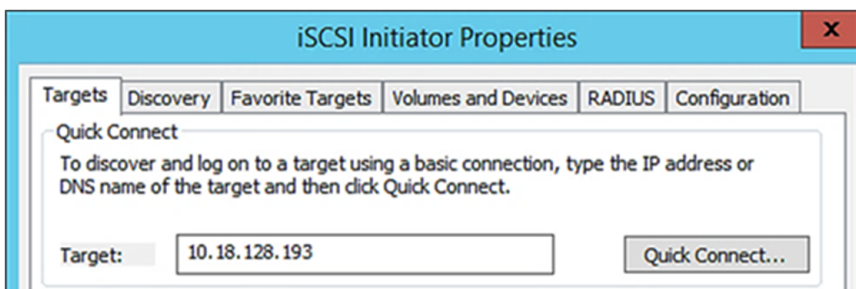 iSCSI Initiator Properties
x
Targets Discovery Favorite Targets Volumes and Devices RADIUS Configuration
Quick Connect
To discover and log on to a target using a basic connection, type the IP address or
DNS name of the target and then click Quick Connect.
Target: 10.18.128.193 Quick Connect...